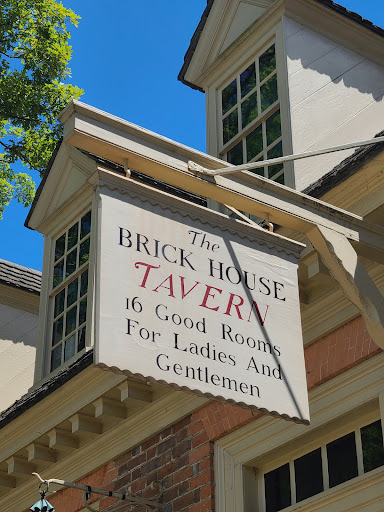 The
BRICK HOUSE
TAVERN
16 Good Rooms
For Ladies And
Gentlemen